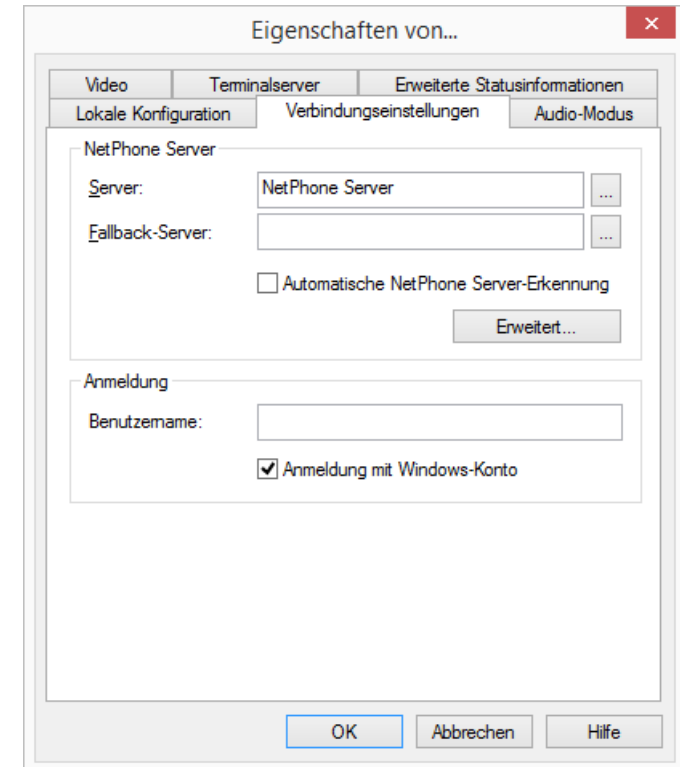 Eigenschaften von...
Video Terminalserver Erweiterte Statusinformationen
Lokale Konfiguration Verbindungseinstellungen Audio-Modus
NetPhone Server
Server: NetPhone Server ...
Fallback-Server: ...
Automatische NetPhone Server-Erkennung
Erweitert...
Anmeldung
Benutzername:
Anmeldung mit Windows-Konto
OK Abbrechen Hilfe